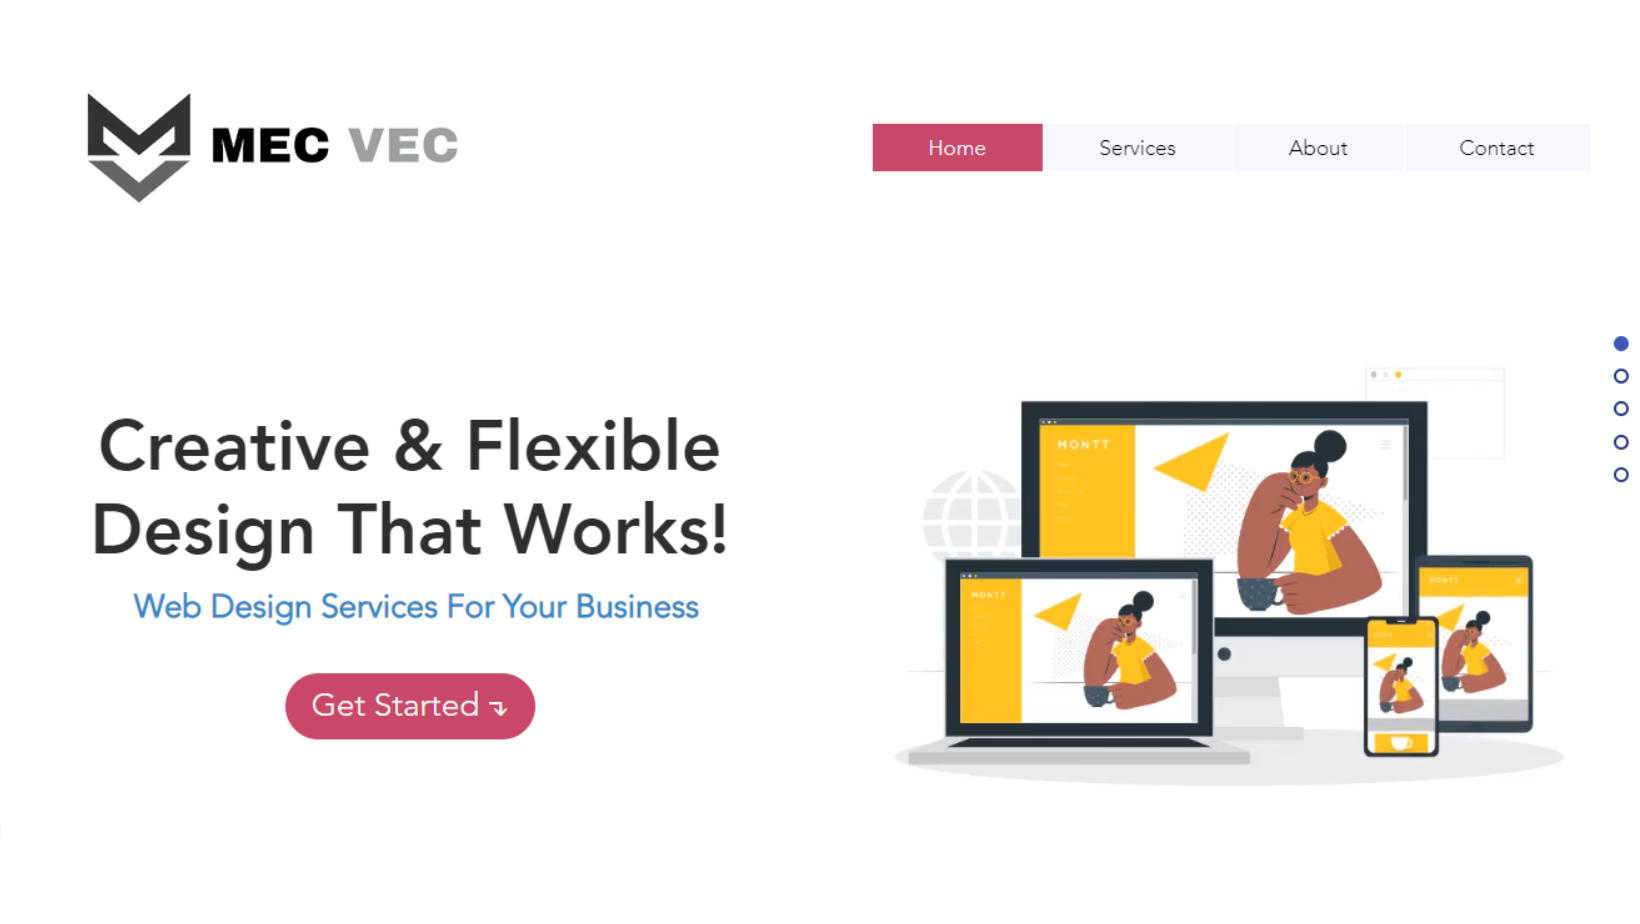 MEC VEC
Home
Services
About
Contact
Creative & Flexible
Design That Works!
Web Design Services For Your Business
Get Started
MONTT
MONTT
MONTT